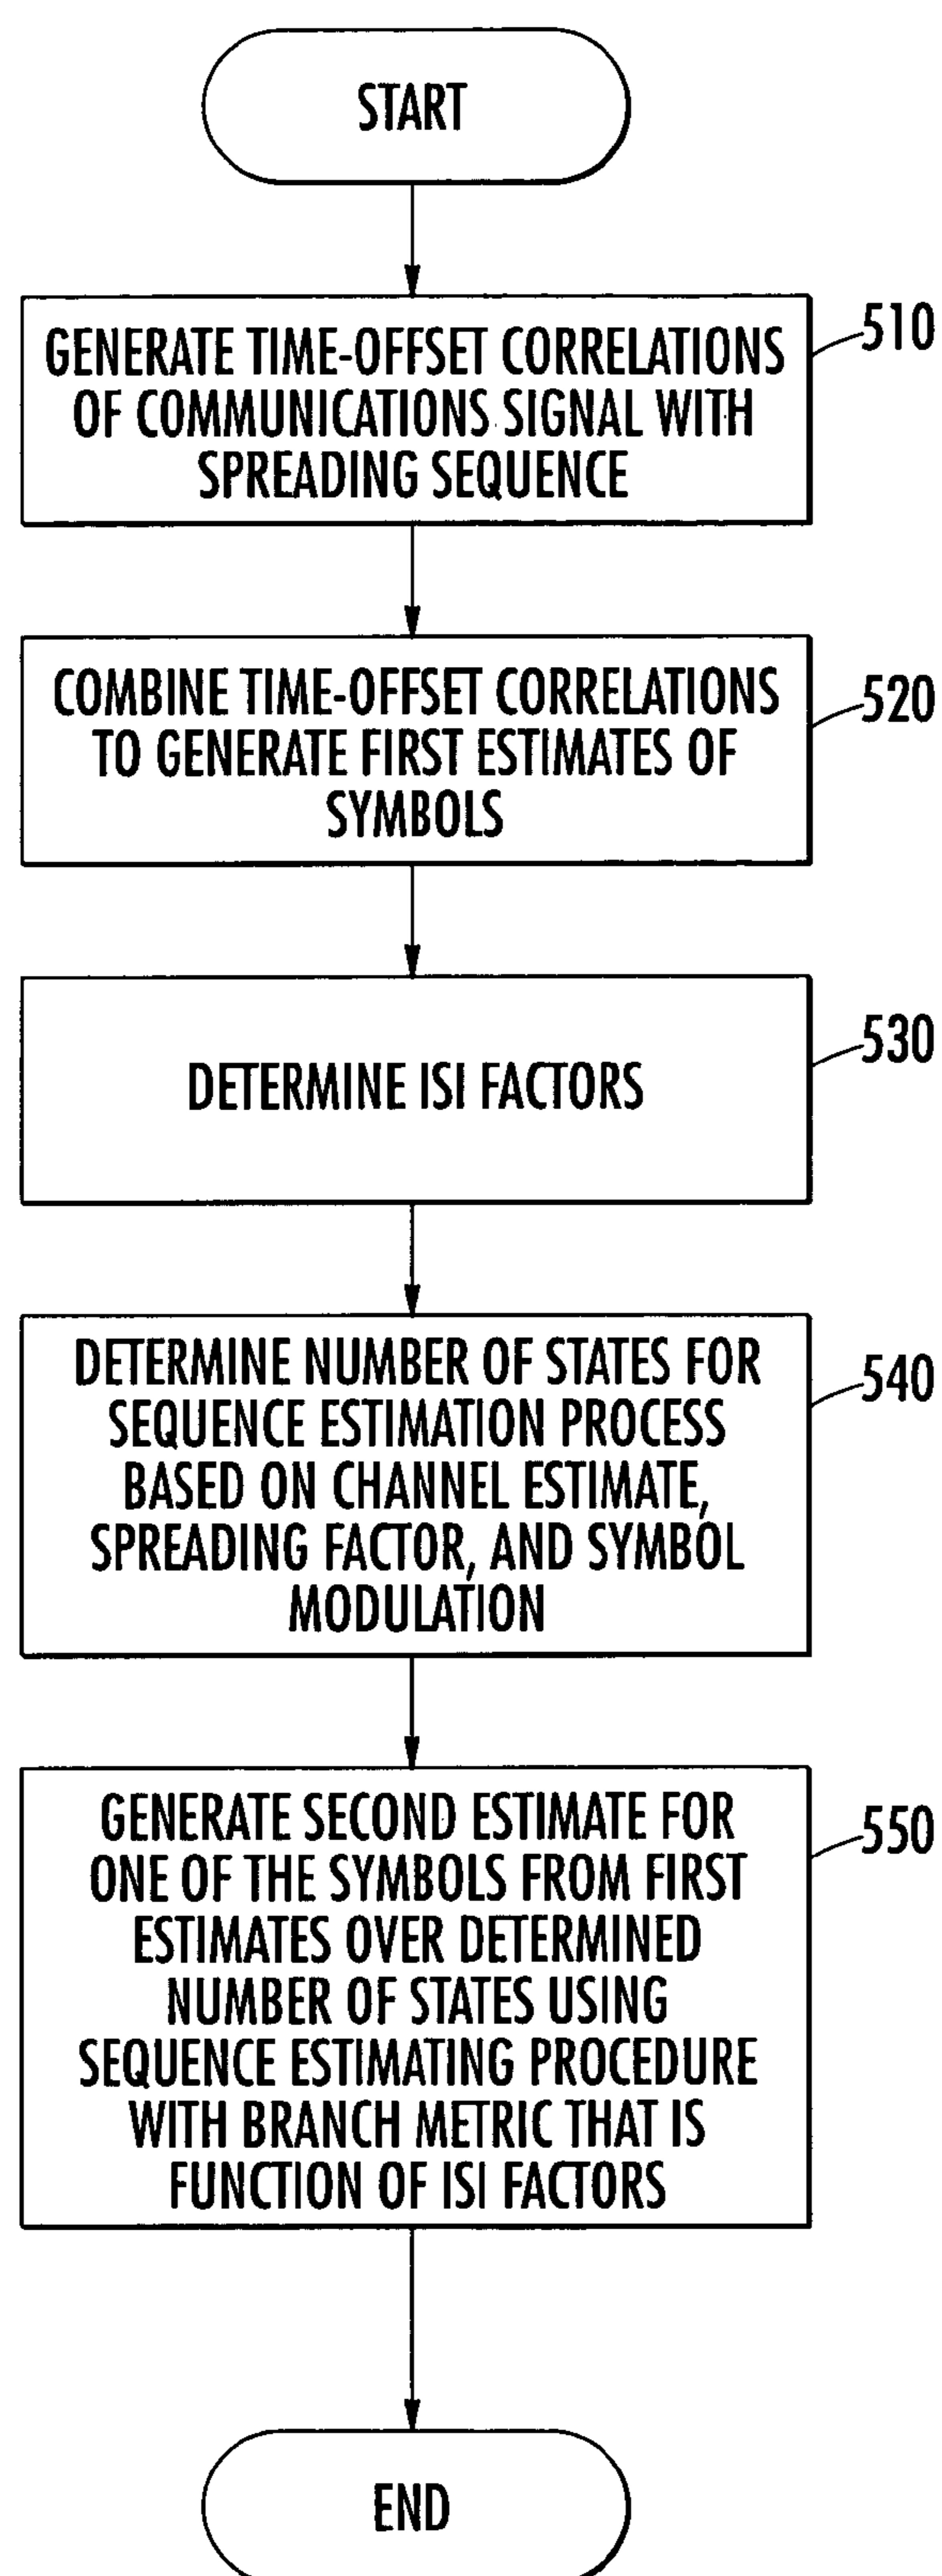 START
GENERATE TIME-OFFSET CORRELATIONS
OF COMMUNICATIONS SIGNAL WITH
SPREADING SEQUENCE
510
COMBINE TIME-OFFSET CORRELATIONS
TO GENERATE FIRST ESTIMATES OF
SYMBOLS
520
DETERMINE ISI FACTORS
530
DETERMINE NUMBER OF STATES FOR
SEQUENCE ESTIMATION PROCESS
BASED ON CHANNEL ESTIMATE,
SPREADING FACTOR, AND SYMBOL
MODULATION
540
GENERATE SECOND ESTIMATE FOR
ONE OF THE SYMBOLS FROM FIRST
ESTIMATES OVER DETERMINED
NUMBER OF STATES USING
SEQUENCE ESTIMATING PROCEDURE
WITH BRANCH METRIC THAT IS
FUNCTION OF ISI FACTORS
550
END